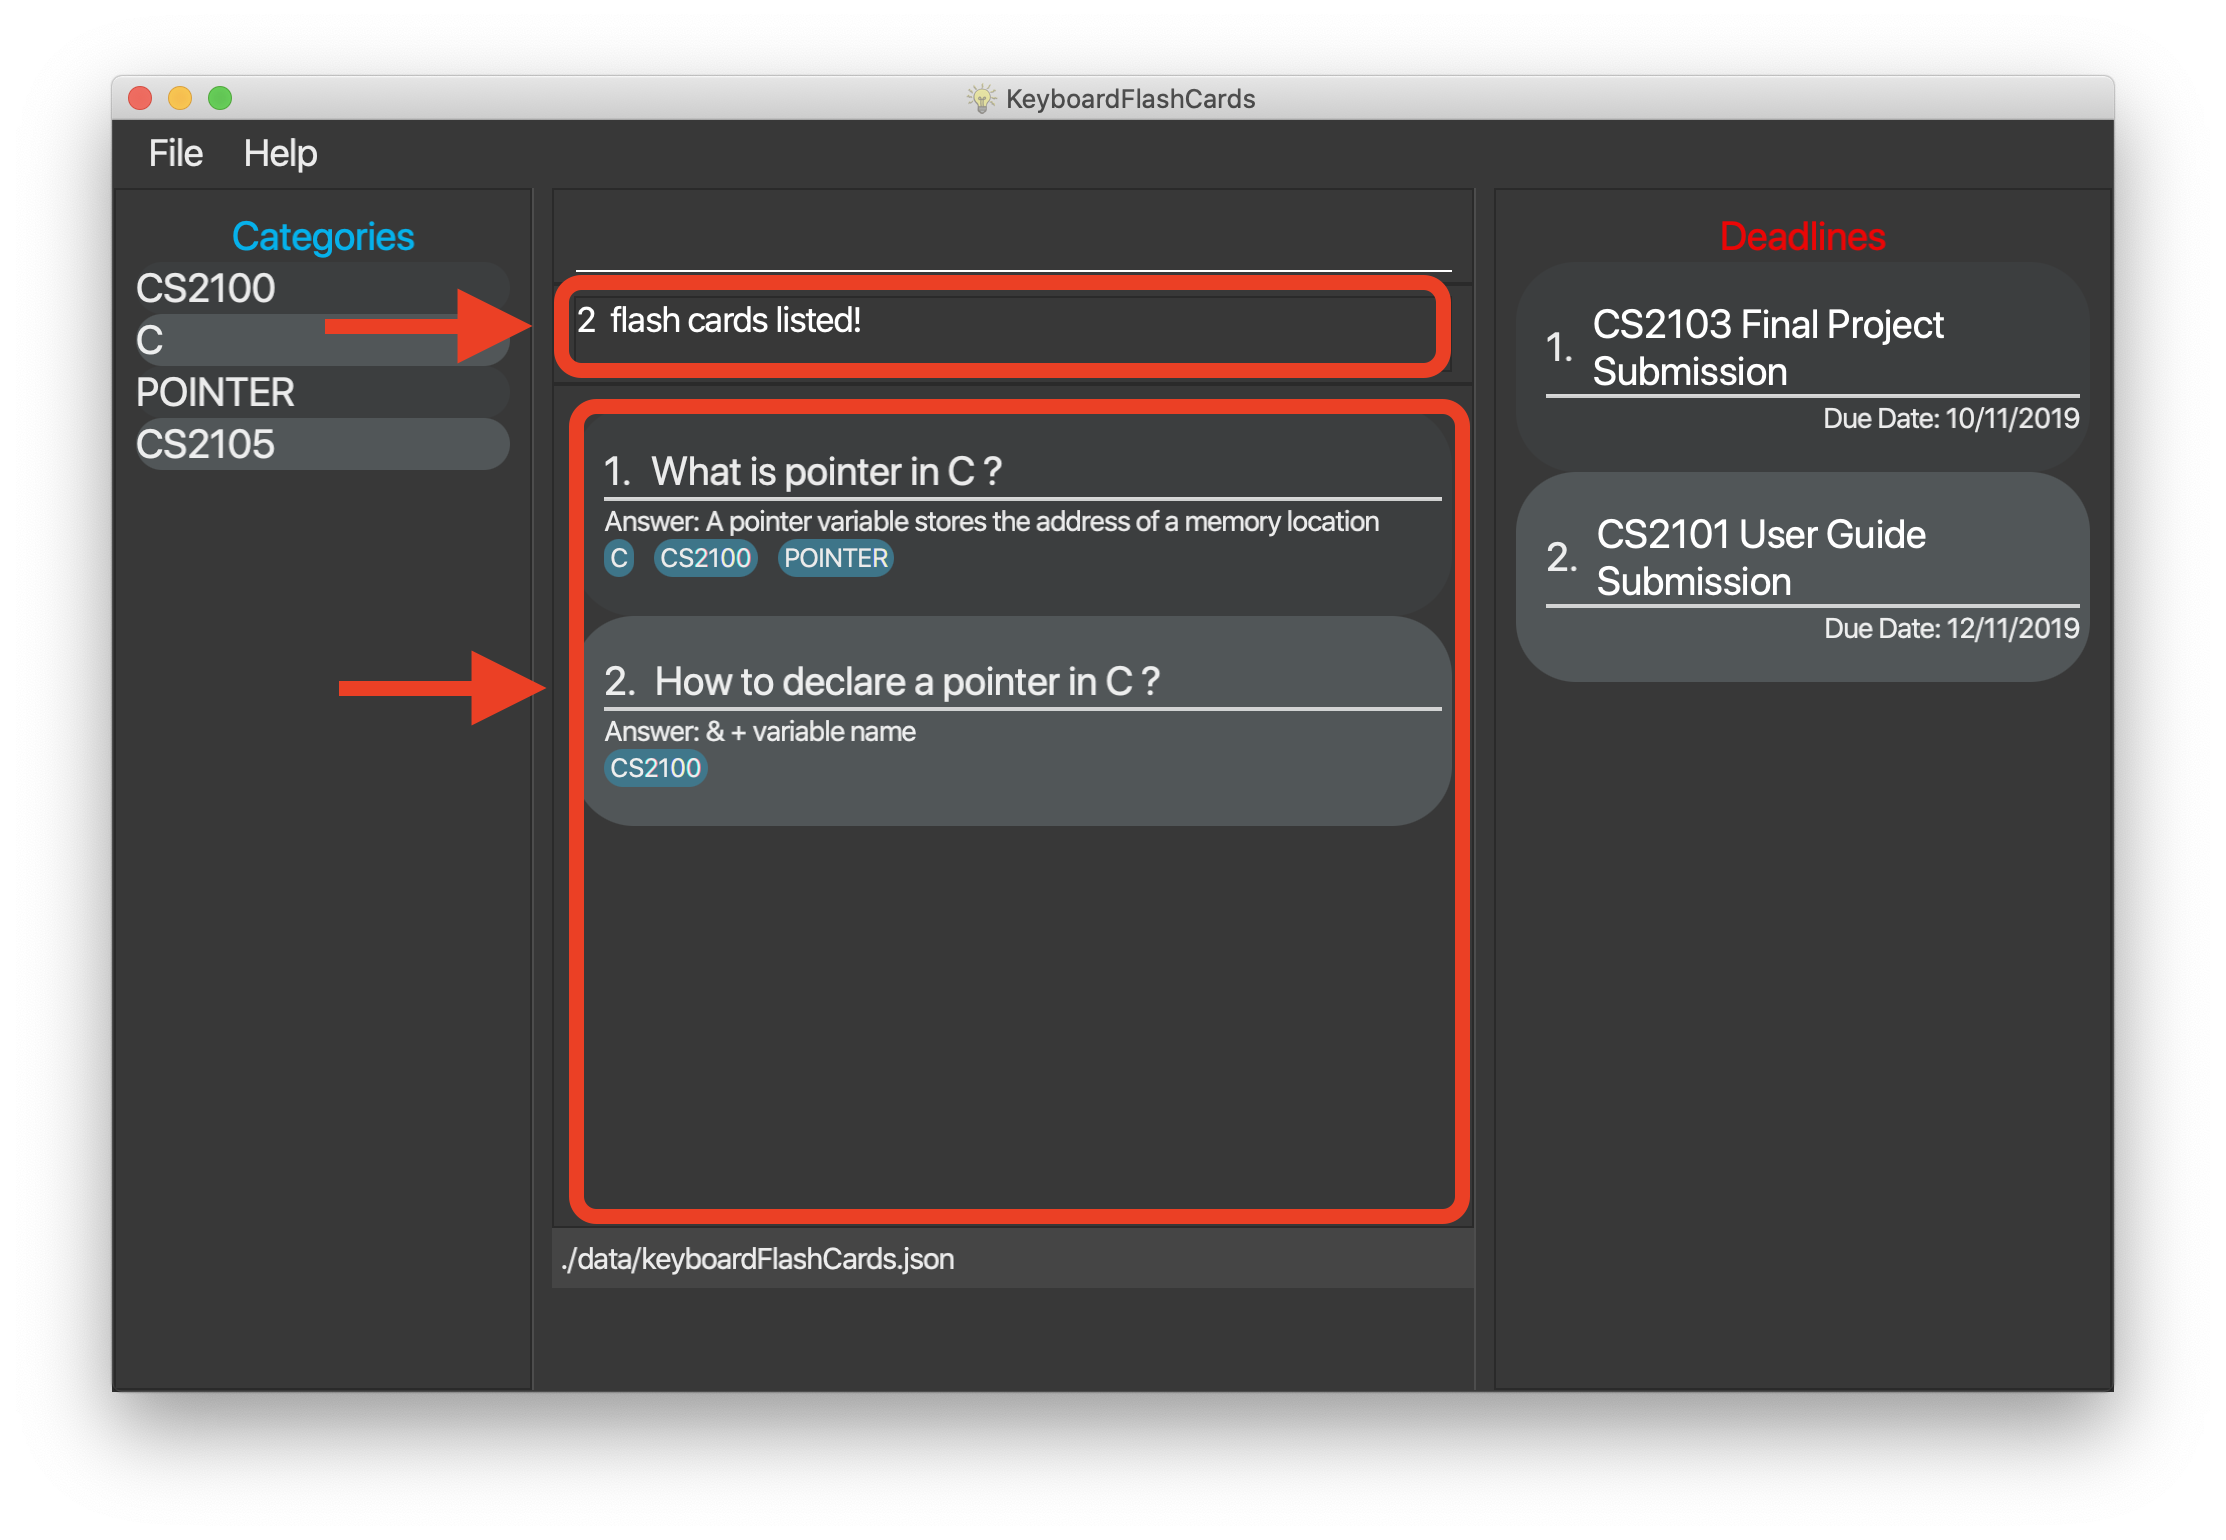 KeyboardFlashCards
File Help
Categories
CS2100
C
POINTER
CS2105
2 flash cards listed!
1. What is pointer in C ?
Answer: A pointer variable stores the address of a memory location
C CS2100 POINTER
2. How to declare a pointer in C ?
Answer: & + variable name
CS2100
./data/keyboardFlashCards.json
Deadlines
1. CS2103 Final Project
Submission
Due Date: 10/11/2019
2. CS2101 User Guide
Submission
Due Date: 12/11/2019